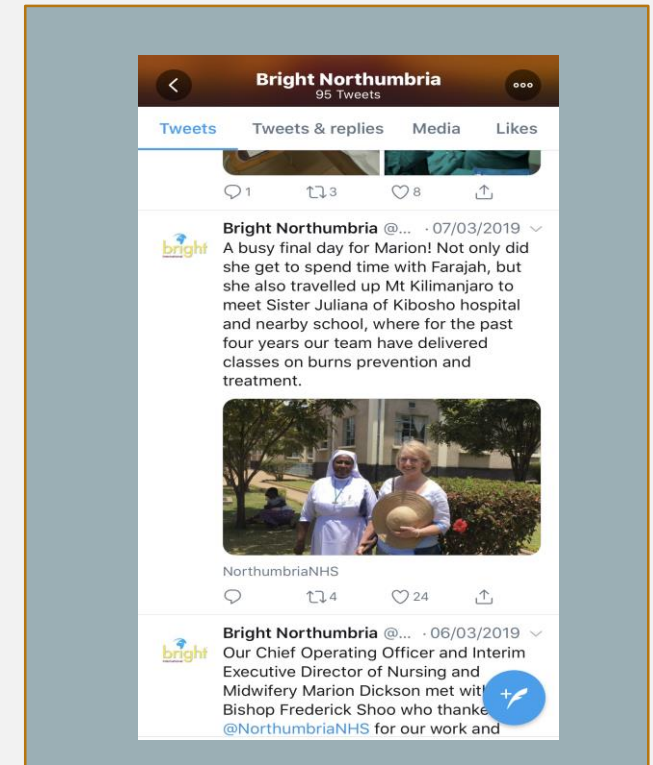 Bright Northumbria
95 Tweets
Tweets Tweets & replies Media Likes
1 3 8
Bright Northumbria @... · 07/03/2019
bright
A busy final day for Marion! Not only did
she get to spend time with Farajah, but
she also travelled up Mt Kilimanjaro to
meet Sister Juliana of Kibosho hospital
and nearby school, where for the past
four years our team have delivered
classes on burns prevention and
treatment.
NorthumbriaNHS
4 24
Bright Northumbria @... · 06/03/2019
bright
Our Chief Operating Officer and Interim
Executive Director of Nursing and
Midwifery Marion Dickson met
Bishop Frederick Shoo who
@NorthumbriaNHS for our work and